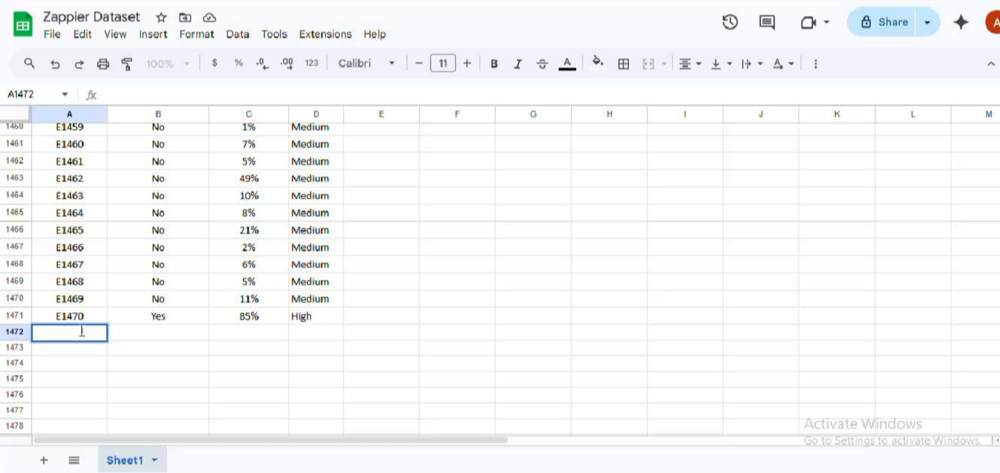 Zappier Dataset
File Edit View Insert Format Data Tools Extensions Help
Share
A
100% $ % .0 .00 123 Calibri 11 B I A
A1472 fx
A B C D E F G H I J K L M
1460 E1459 No 1% Medium
1461 E1460 No 7% Medium
1462 E1461 No 5% Medium
1463 E1462 No 49% Medium
1464 E1463 No 10% Medium
1465 E1464 No 8% Medium
1466 E1465 No 21% Medium
1467 E1466 No 2% Medium
1468 E1467 No 6% Medium
1469 E1468 No 5% Medium
1470 E1469 No 11% Medium
1471 E1470 Yes 85% High
1472
1473
1474
1475
1476
1477
1478
Activate Windows
Go to Settings to activate Windows.
Sheet1